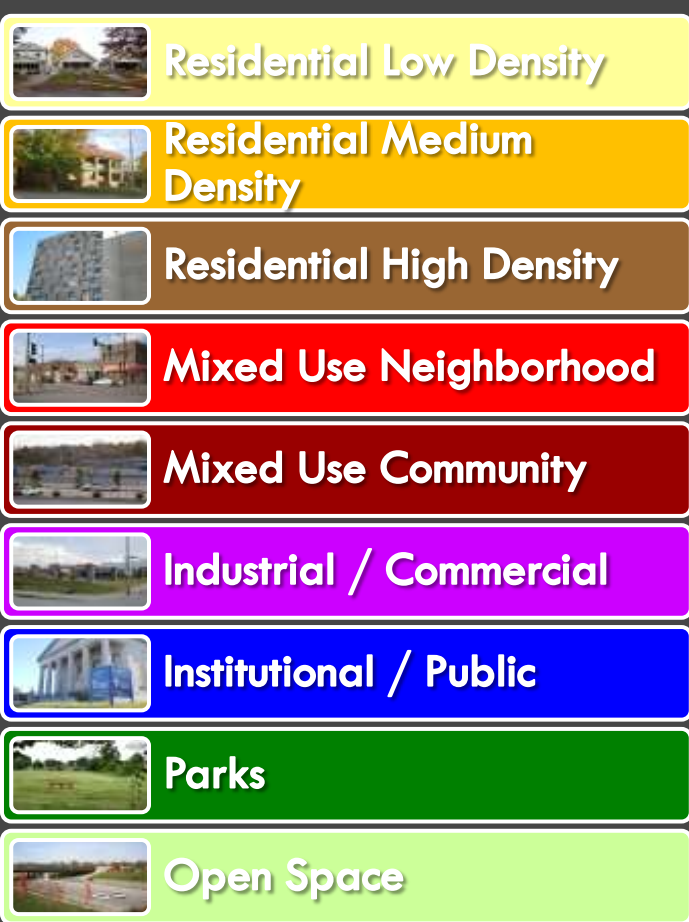 Residential Low Density
Residential Medium
Density
Residential High Density
Mixed Use Neighborhood
Mixed Use Community
Industrial / Commercial
Institutional / Public
Parks
Open Space